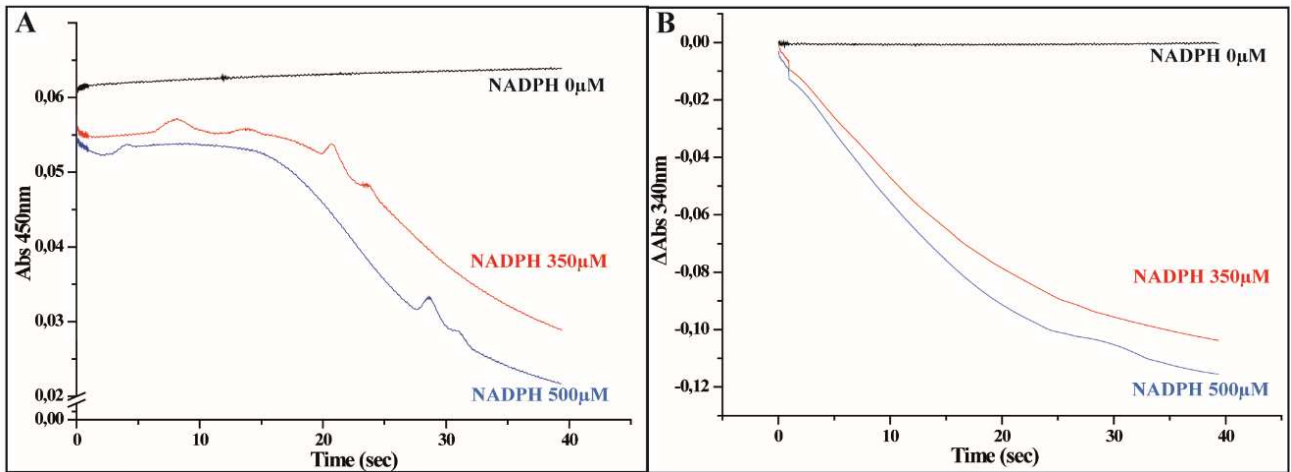 A
Abs 450nm
0,06
0,05
0,04
0,03
0,02
0,00
NADPH 0µM
NADPH 350µM
NADPH 500µM
0
10
20
30
40
Time (sec)
B
ΔAbs 340nm
0,00
-0,02
-0,04
-0,06
-0,08
-0,10
-0,12
NADPH 0µM
NADPH 350µM
NADPH 500µM
0
10
20
30
40
Time (sec)